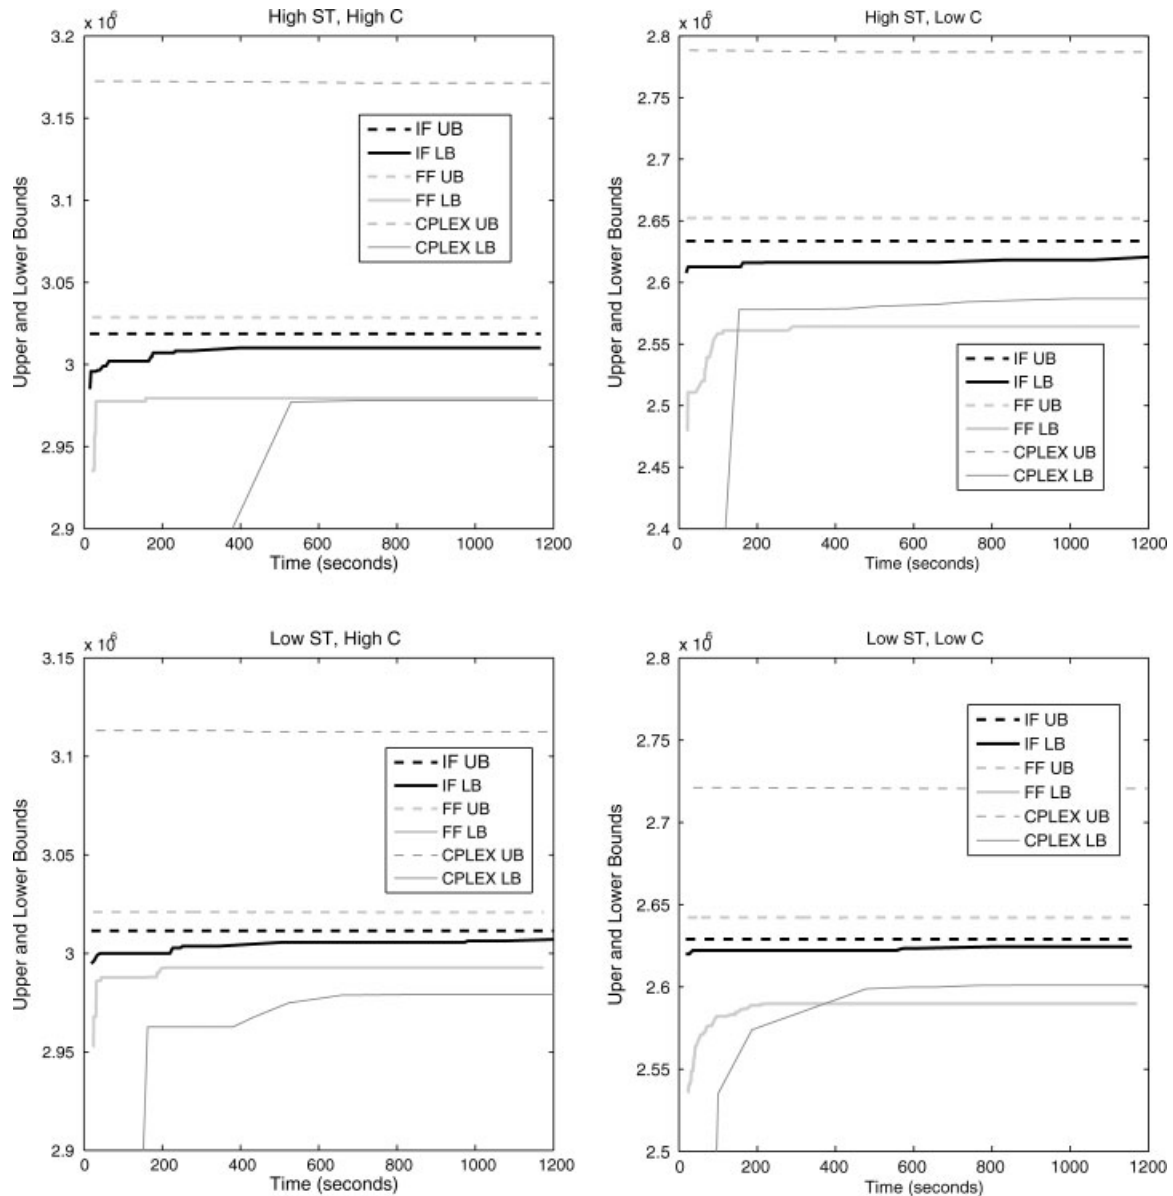 High ST, High C
x 10^6
3.2
3.15
3.1
3.05
3
2.95
2.9
Upper and Lower Bounds
IF UB
IF LB
FF UB
FF LB
CPLEX UB
CPLEX LB
0 200 400 600 800 1000 1200
Time (seconds)
High ST, Low C
x 10^6
2.8
2.75
2.7
2.65
2.6
2.55
2.5
2.45
2.4
Upper and Lower Bounds
IF UB
IF LB
FF UB
FF LB
CPLEX UB
CPLEX LB
0 200 400 600 800 1000 1200
Time (seconds)
Low ST, High C
x 10^6
3.15
3.1
3.05
3
2.95
2.9
Upper and Lower Bounds
IF UB
IF LB
FF UB
FF LB
CPLEX UB
CPLEX LB
0 200 400 600 800 1000 1200
Time (seconds)
Low ST, Low C
x 10^6
2.8
2.75
2.7
2.65
2.6
2.55
2.5
Uper and Lower Bounds
IF UB
IF LB
FF UB
FF LB
CPLEX UB
CPLEX LB
0 200 400 600 800 1000 1200
Time (seconds)